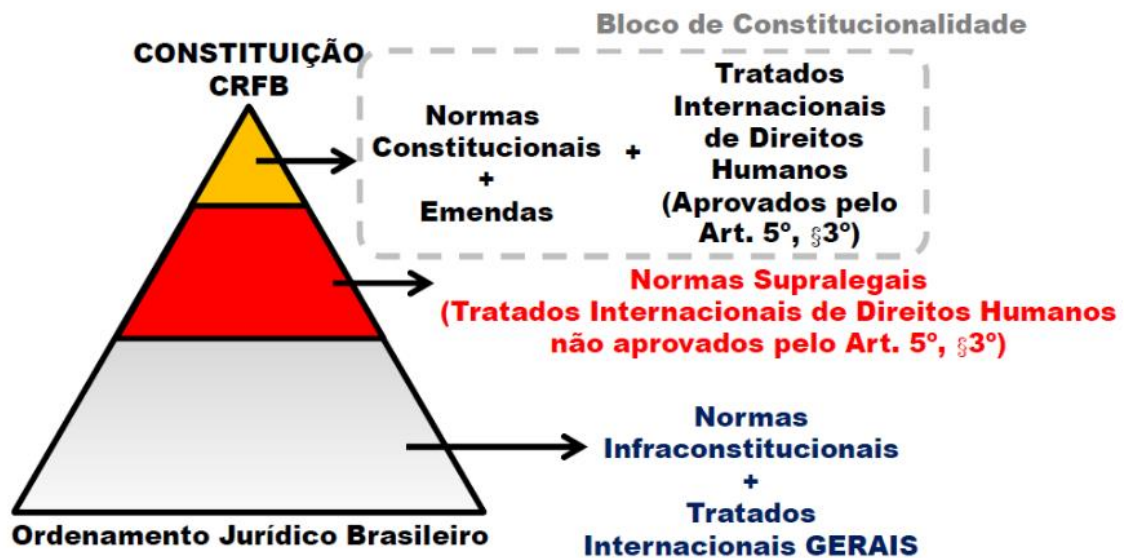 Bloco de Constitucionalidade
CONSTITUIÇÃO
CRFB
Normas
Constitucionais
+
Emendas
+
Tratados
Internacionais
de Direitos
Humanos
(Aprovados pelo
Art. 5º, §3º)
Normas Supralegais
(Tratados Internacionais de Direitos Humanos
não aprovados pelo Art. 5º, §3º)
Normas
Infraconstitucionais
+
Tratados
Internacionais GERAIS
Ordenamento Jurídico Brasileiro